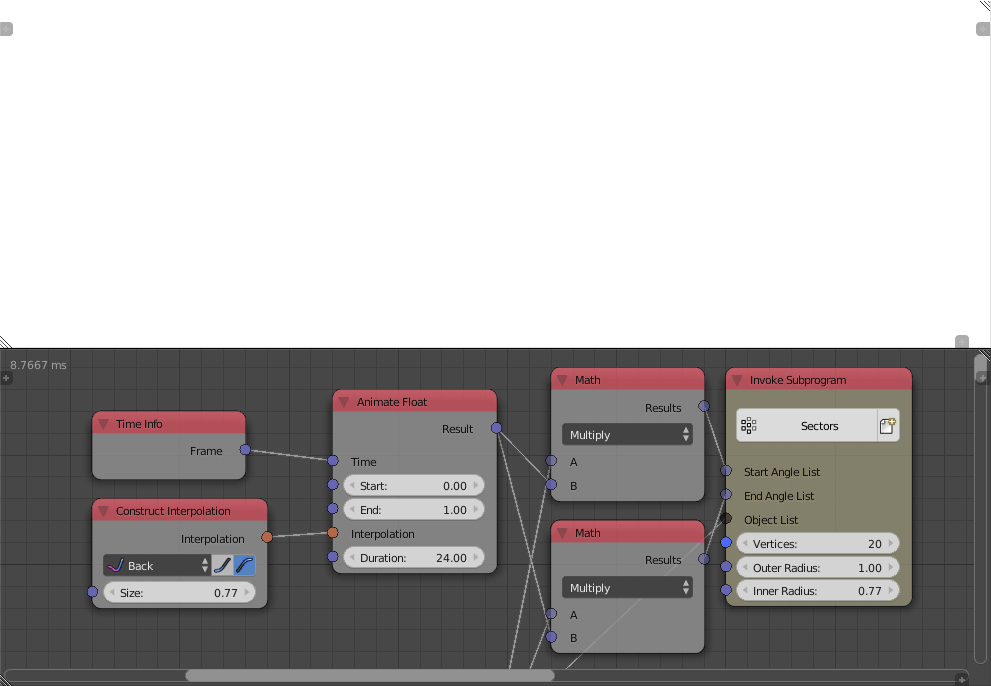 8.7667 ms
Time Info
Frame
Construct Interpolation
Interpolation
Back
Size: 0.77
Animate Float
Result
Time
Start: 0.00
End: 1.00
Interpolation
Duration: 24.00
Math
Results
Multiply
A
B
Math
Results
Multiply
A
B
Invoke Subprogram
Sectors
Start Angle List
End Angle List
Object List
Vertices: 20
Outer Radius: 1.00
Inner Radius: 0.77